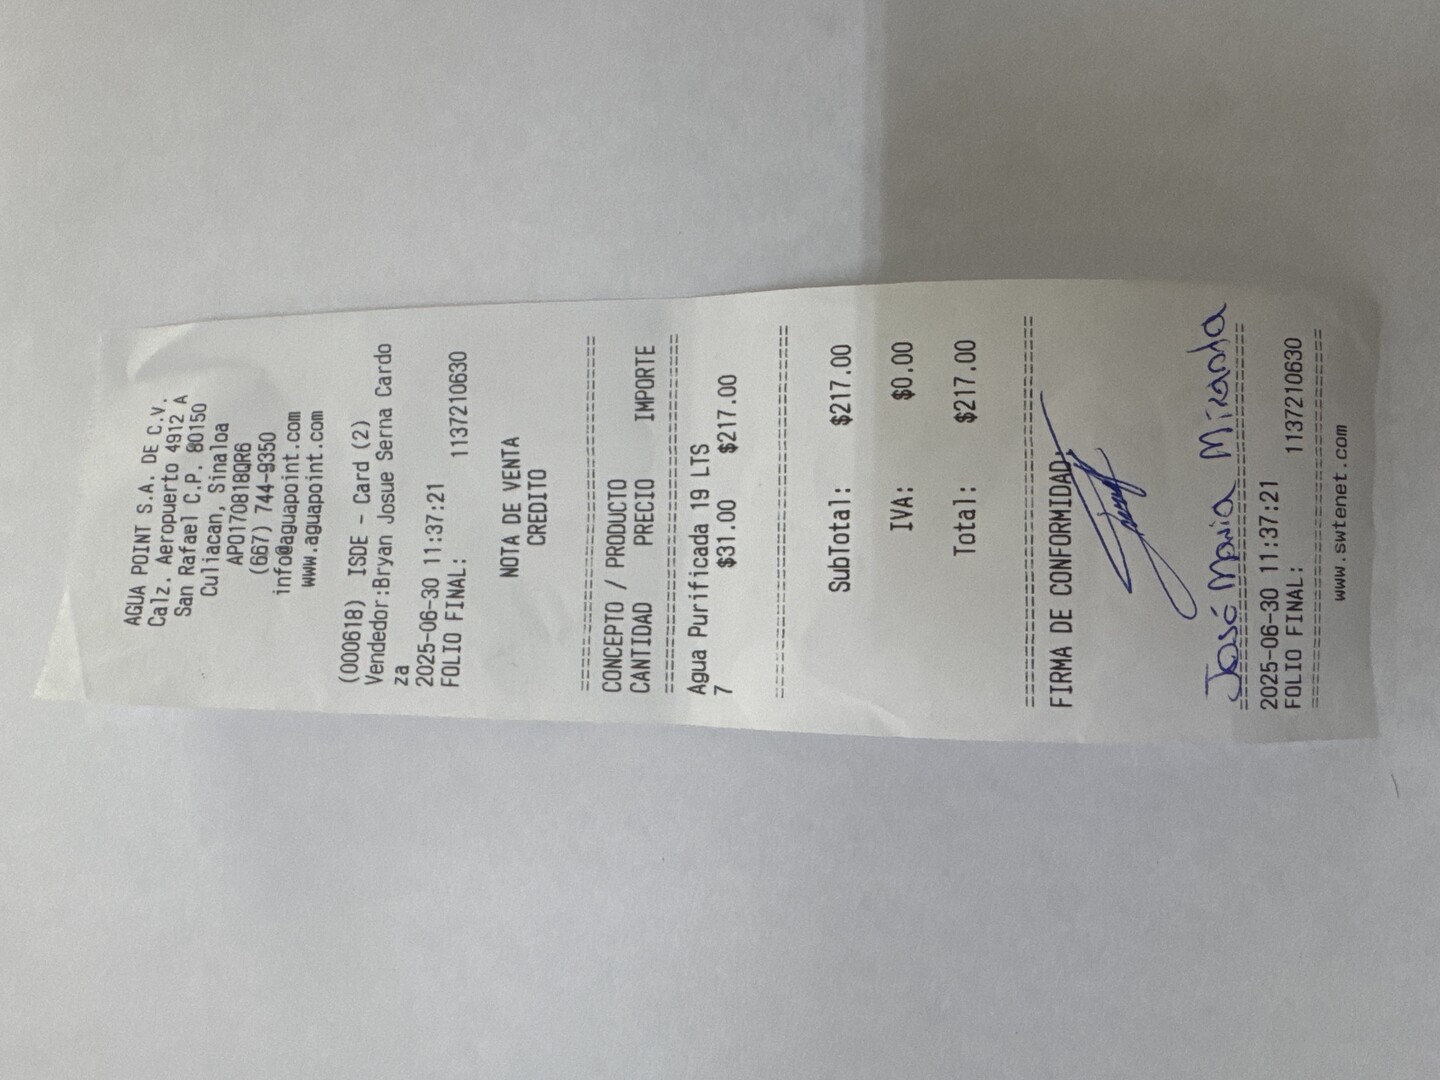 AGUA POINT S.A. DE C.V.
Calz. Aeropuerto 4912 A
San Rafael C.P. 80150
Culiacan, Sinaloa
APO170818QR6
(667) 744-9350
info@aguapoint.com
www.aguapoint.com
(000618) ISDE - Card (2)
Vendedor:Bryan Josue Serna Cardo
za
2025-06-30 11:37:21
FOLIO FINAL: 1137210630
NOTA DE VENTA
CREDITO
================================
CONCEPTO / PRODUCTO
CANTIDAD PRECIO IMPORTE
================================
Agua Purificada 19 LTS
7 $31.00 $217.00
================================
SubTotal: $217.00
IVA: $0.00
Total: $217.00
================================
FIRMA DE CONFORMIDAD:
José Maria Miranda
================================
2025-06-30 11:37:21
FOLIO FINAL: 1137210630
================================
www.swtenet.com